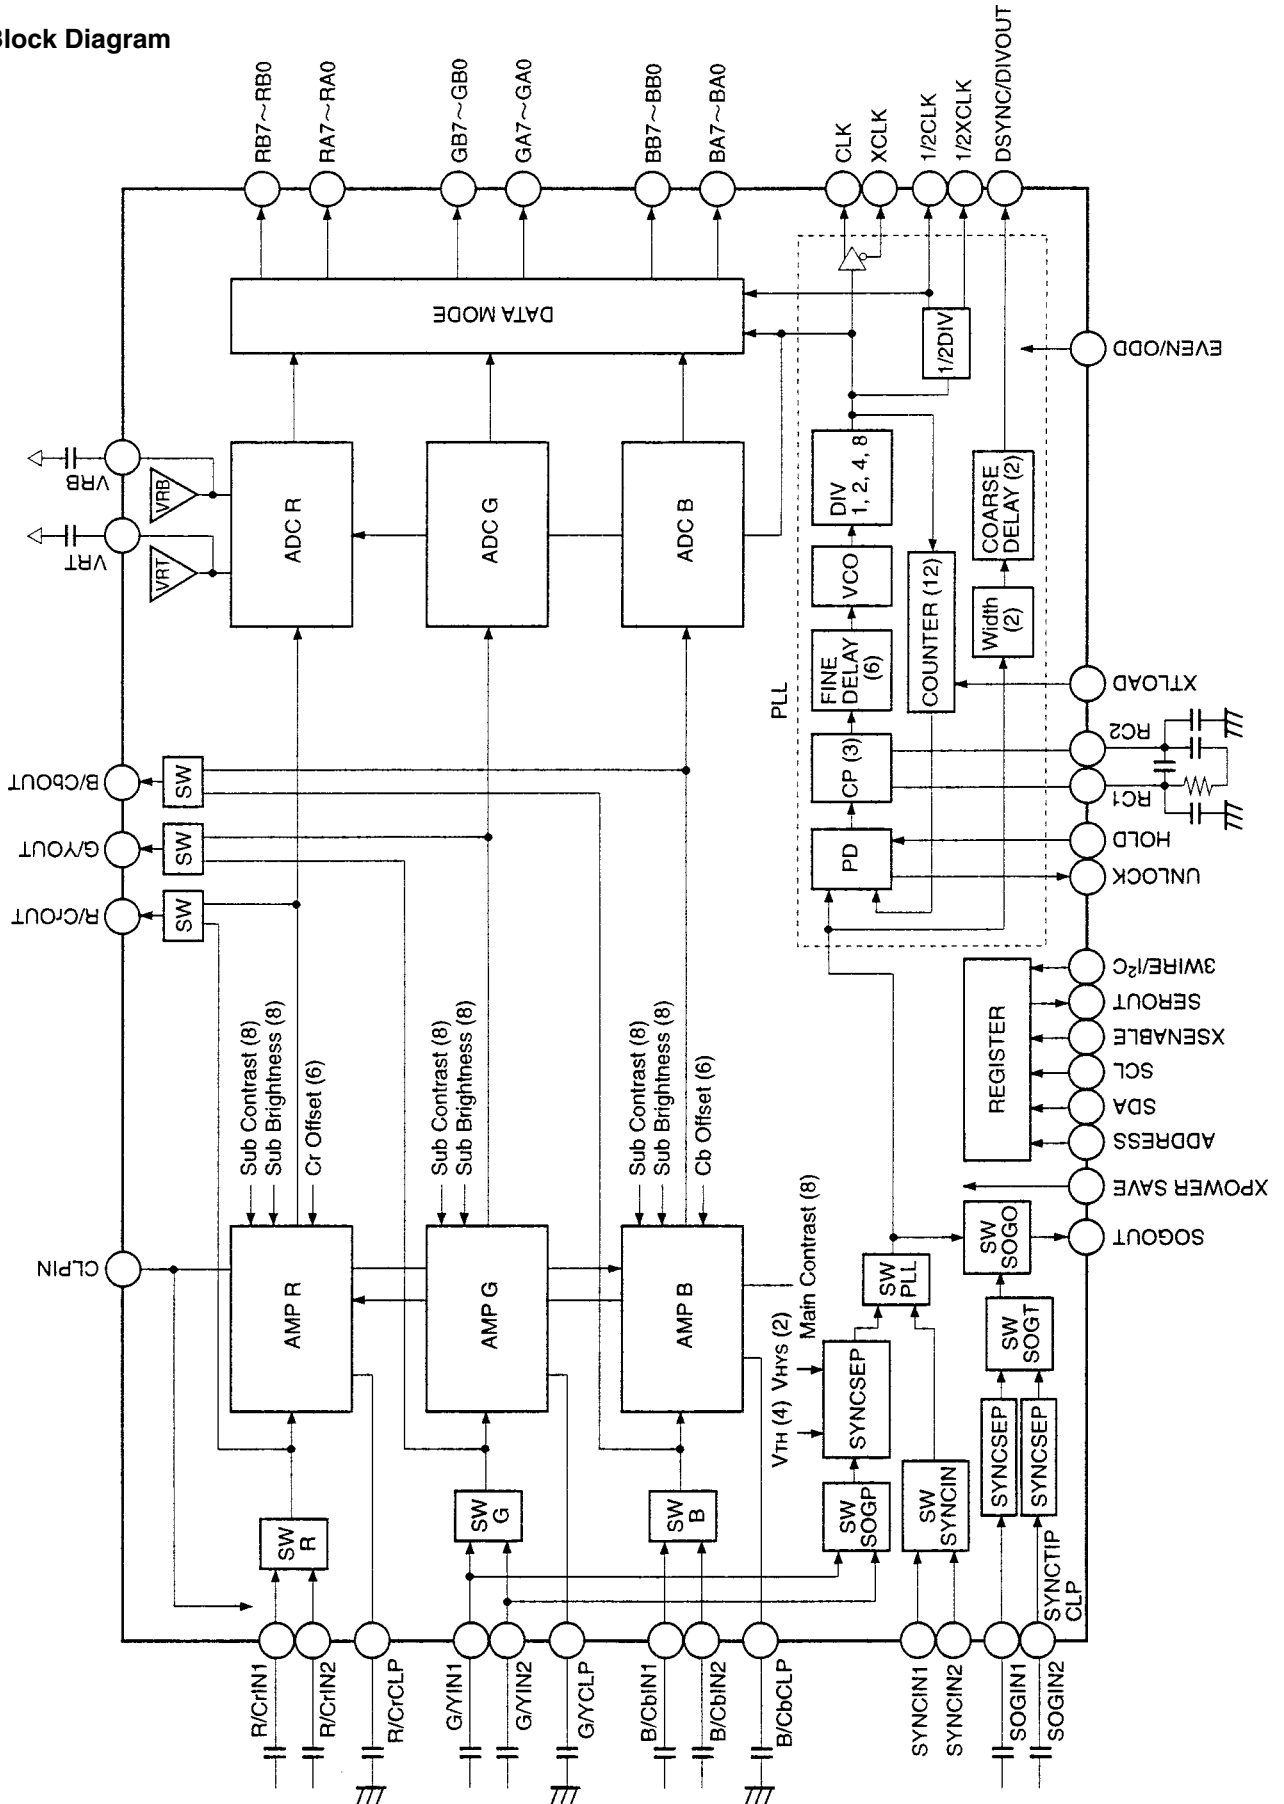 Block Diagram
RB7~RB0
RA7~RA0
GB7~GB0
GA7~GA0
BB7~BB0
BA7~BA0
CLK
XCLK
1/2CLK
1/2XCLK
DSYNC/DIVOUT
DATA MODE
1/2DIV
EVEN/ODD
VRB
VRT
VRB
VRT
ADC R
ADC G
ADC B
DIV
1, 2, 4, 8
VCO
FINE
DELAY
(6)
CP (3)
PD
COUNTER (12)
COARSE
DELAY (2)
Width
(2)
PLL
XTLOAD
RC2
RC1
HOLD
UNLOCK
B/CbOUT
G/YOUT
R/CrOUT
SW
SW
SW
Sub Contrast (8)
Sub Brightness (8)
Cr Offset (6)
Sub Contrast (8)
Sub Brightness (8)
Sub Contrast (8)
Sub Brightness (8)
Cb Offset (6)
Main Contrast (8)
3WIRE/I²C
SEROUT
XSENABLE
SCL
SDA
ADDRESS
XPOWER SAVE
SOGOUT
REGISTER
CLPIN
AMP R
AMP G
AMP B
VTH (4)
VHYS (2)
SYNCSEP
SW
PLL
SW
SOGO
SW
SOGT
SYNCSEP
SYNCSEP
SW
R
SW
G
SW
B
SW
SOGP
SW
SYNCIN
SYNCTIP
CLP
R/CrIN1
R/CrIN2
R/CrCLP
G/YIN1
G/YIN2
G/YCLP
B/CbIN1
B/CbIN2
B/CbCLP
SYNCIN1
SYNCIN2
SOGIN1
SOGIN2